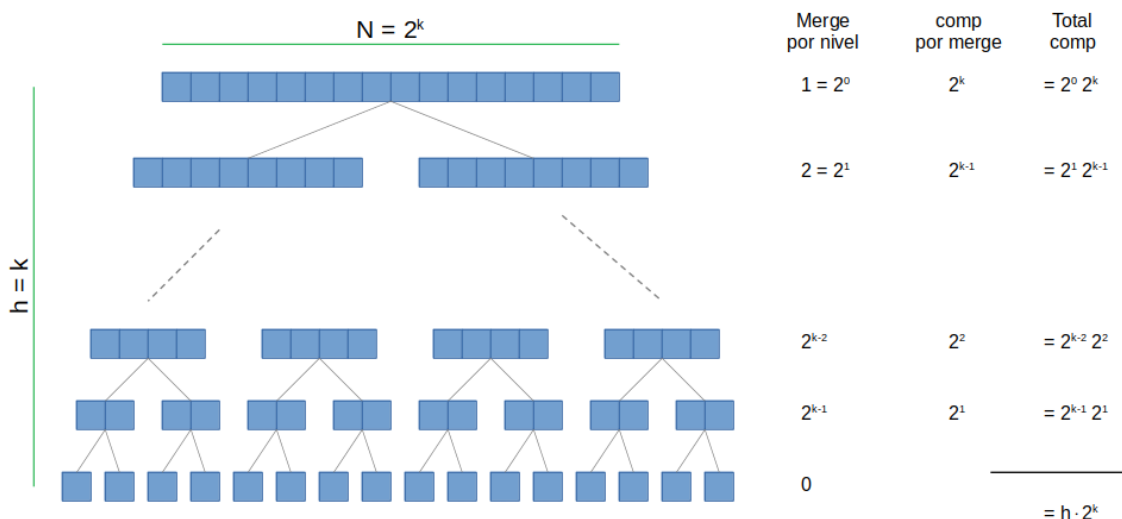 N = 2ᵏ
Merge por nivel comp por merge Total comp
1 = 2⁰ 2ᵏ = 2⁰ 2ᵏ
2 = 2¹ 2ᵏ⁻¹ = 2¹ 2ᵏ⁻¹
h = k
2ᵏ⁻² 2² = 2ᵏ⁻² 2²
2ᵏ⁻¹ 2¹ = 2ᵏ⁻¹ 2¹
0
= h · 2ᵏ